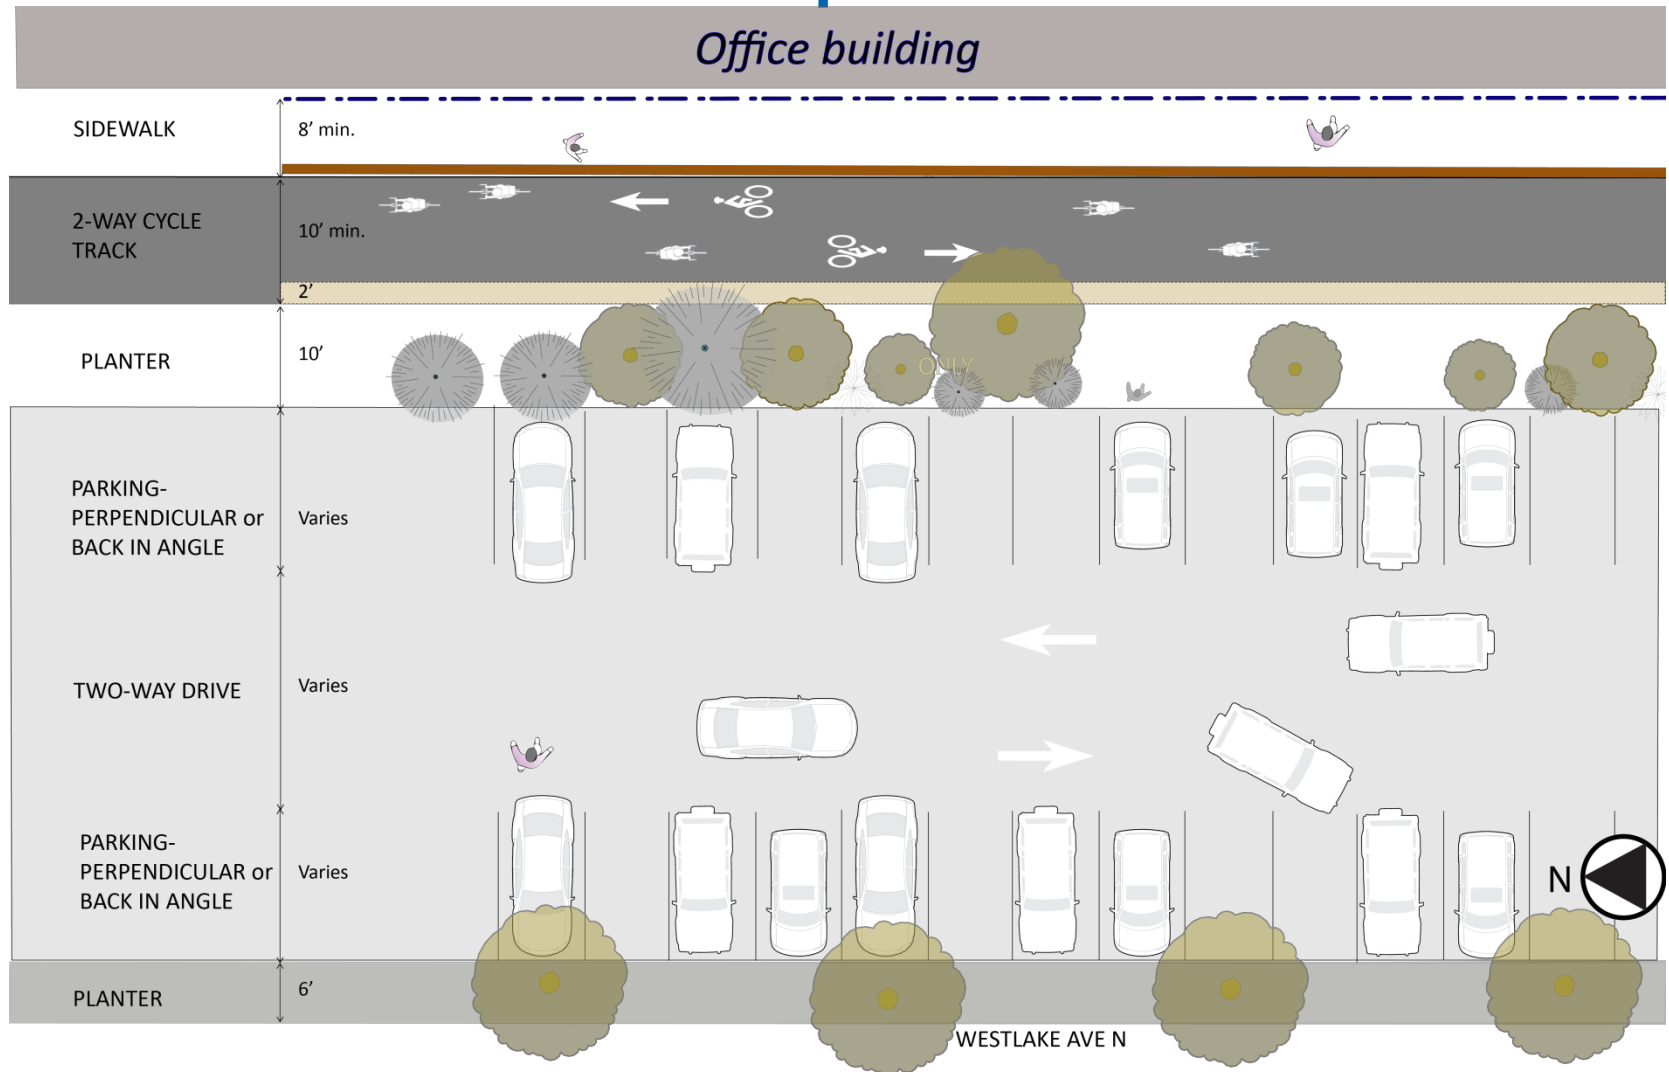 Office building
SIDEWALK
8’ min.
2-WAY CYCLE
TRACK
10’ min.
2’
PLANTER
10’
ONLY
PARKING-
PERPENDICULAR or
BACK IN ANGLE
Varies
TWO-WAY DRIVE
Varies
PARKING-
PERPENDICULAR or
BACK IN ANGLE
Varies
N
PLANTER
6’
WESTLAKE AVE N